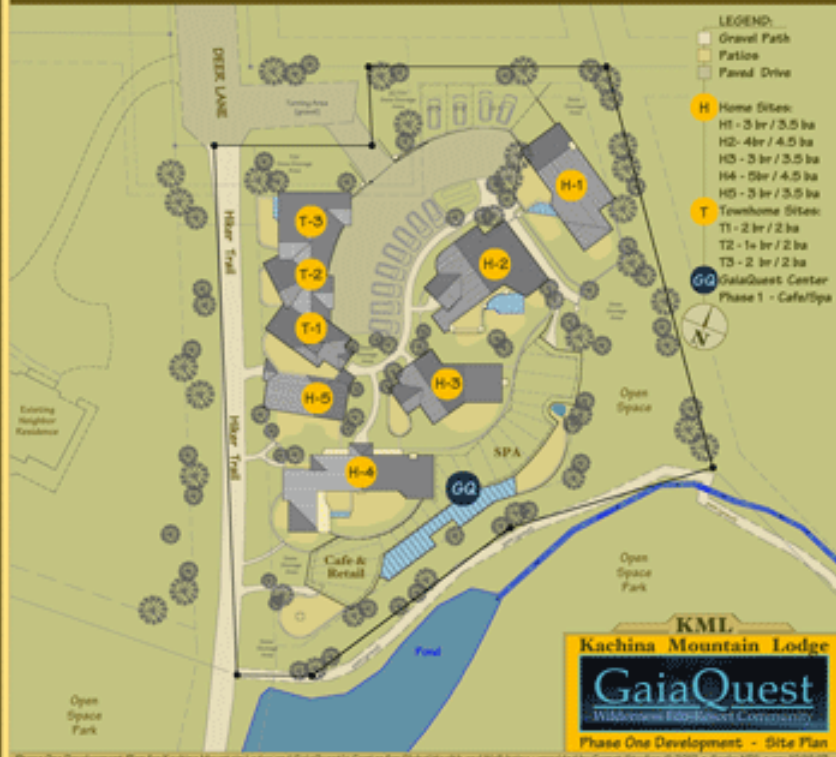 LEGEND:
Gravel Path
Patios
Paved Drive
H Home Sites:
H1 - 3 br / 3.5 ba
H2- 4br / 4.5 ba
H3 - 3 br / 3.5 ba
H4 - 5br / 4.5 ba
H5 - 3 br / 3.5 ba
T Townhome Sites:
T1 - 2 br / 2 ba
T2 - 1+ br / 2 ba
T3 - 2 br / 2 ba
GQ GaiaQuest Center
Phase 1 - Cafe/Spa
N
DEER LANE
Turning Area
(gravel)
H-1
T-3
H-2
T-2
T-1
H-3
H-5
Hiker Trail
Hiker Trail
Open
Space
Existing
Neighbor
Residence
SPA
H-4
GQ
Cafe &
Retail
Open
Space
Park
Pond
Open
Space
Park
KML
Kachina Mountain Lodge
GaiaQuest
Wilderness Eco-Resort Community
Phase One Development - Site Plan